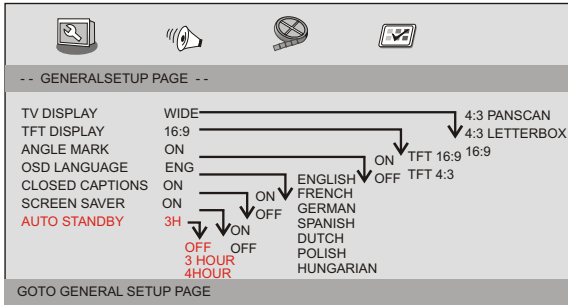 - - GENERALSETUP PAGE - -
TV DISPLAY WIDE 4:3 PANSCAN
TFT DISPLAY 16:9 4:3 LETTERBOX
ANGLE MARK ON ON TFT 16:9 16:9
OSD LANGUAGE ENG ENGLISH OFF TFT 4:3
CLOSED CAPTIONS ON ON FRENCH
SCREEN SAVER ON OFF GERMAN
AUTO STANDBY 3H ON SPANISH
OFF OFF DUTCH
3 HOUR POLISH
4HOUR HUNGARIAN
GOTO GENERAL SETUP PAGE